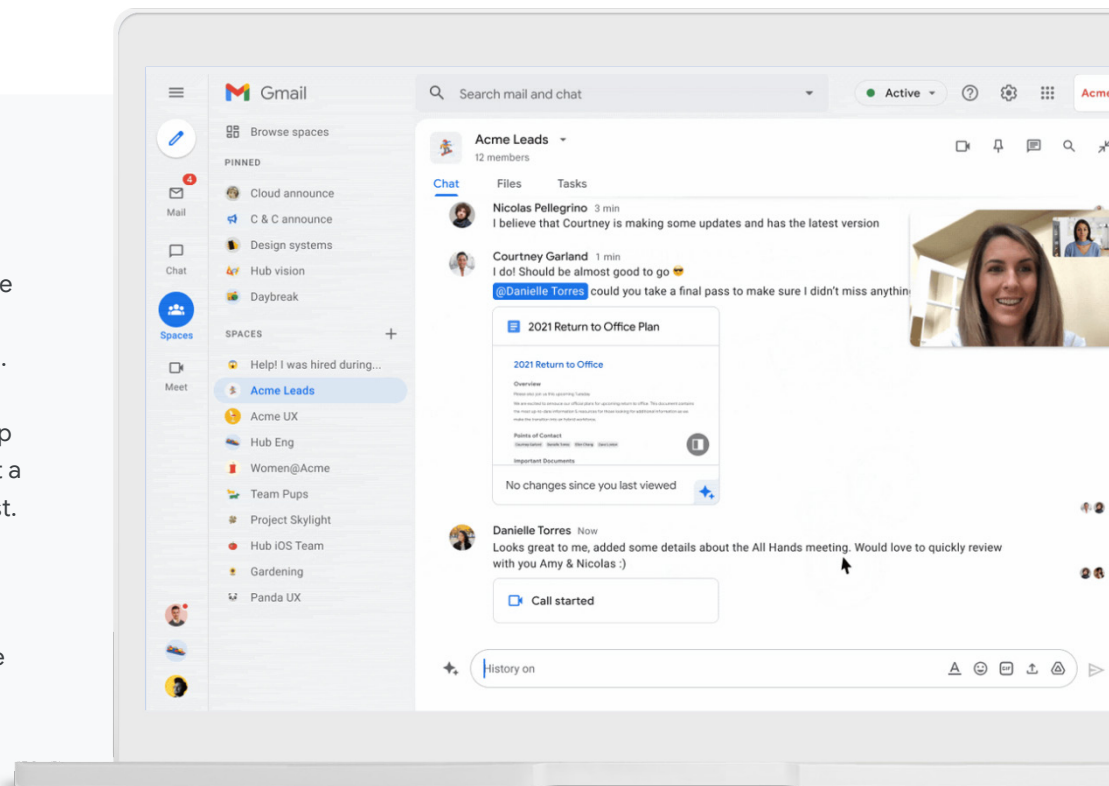 e
.
p
t a
st.
e
Gmail
Search mail and chat
Active
Acme
Browse spaces
PINNED
Cloud announce
C & C announce
Design systems
Hub vision
Daybreak
SPACES
Help! I was hired during...
Acme Leads
Acme UX
Hub Eng
Women@Acme
Team Pups
Project Skylight
Hub iOS Team
Gardening
Panda UX
4
Mail
Chat
Spaces
Meet
Acme Leads
12 members
Chat Files Tasks
Nicolas Pellegrino 3 min
I believe that Courtney is making some updates and has the latest version
Courtney Garland 1 min
I do! Should be almost good to go 😎
@Danielle Torres could you take a final pass to make sure I didn't miss anythin
2021 Return to Office Plan
2021 Return to Office
Overview
Points of Contact
Important Documents
No changes since you last viewed
Danielle Torres Now
Looks great to me, added some details about the All Hands meeting. Would love to quickly review
with you Amy & Nicolas :)
Call started
History on
GIF